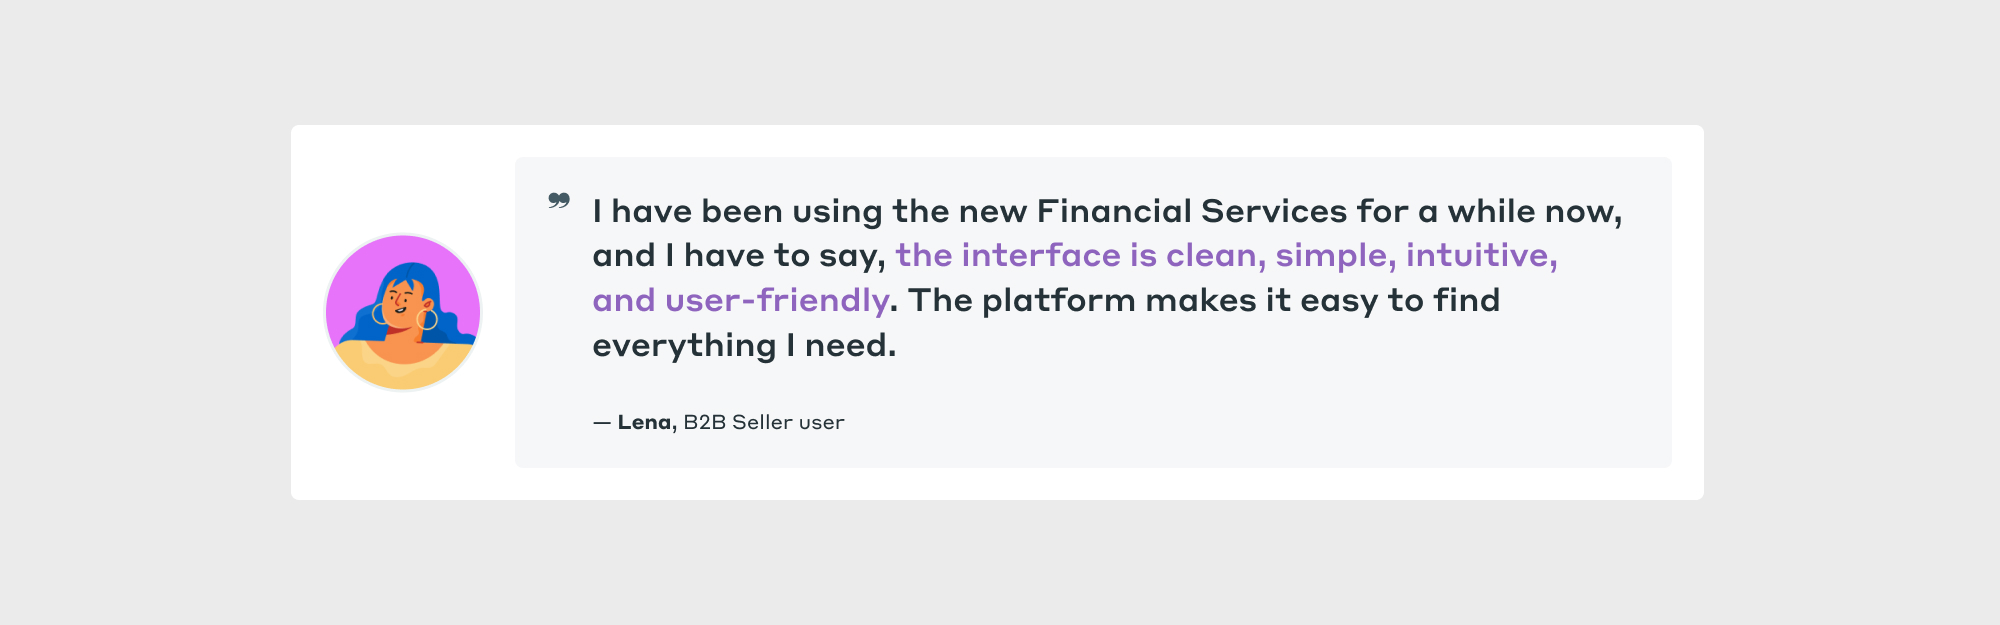 ” I have been using the new Financial Services for a while now,
and I have to say, the interface is clean, simple, intuitive,
and user-friendly. The platform makes it easy to find
everything I need.
— Lena, B2B Seller user